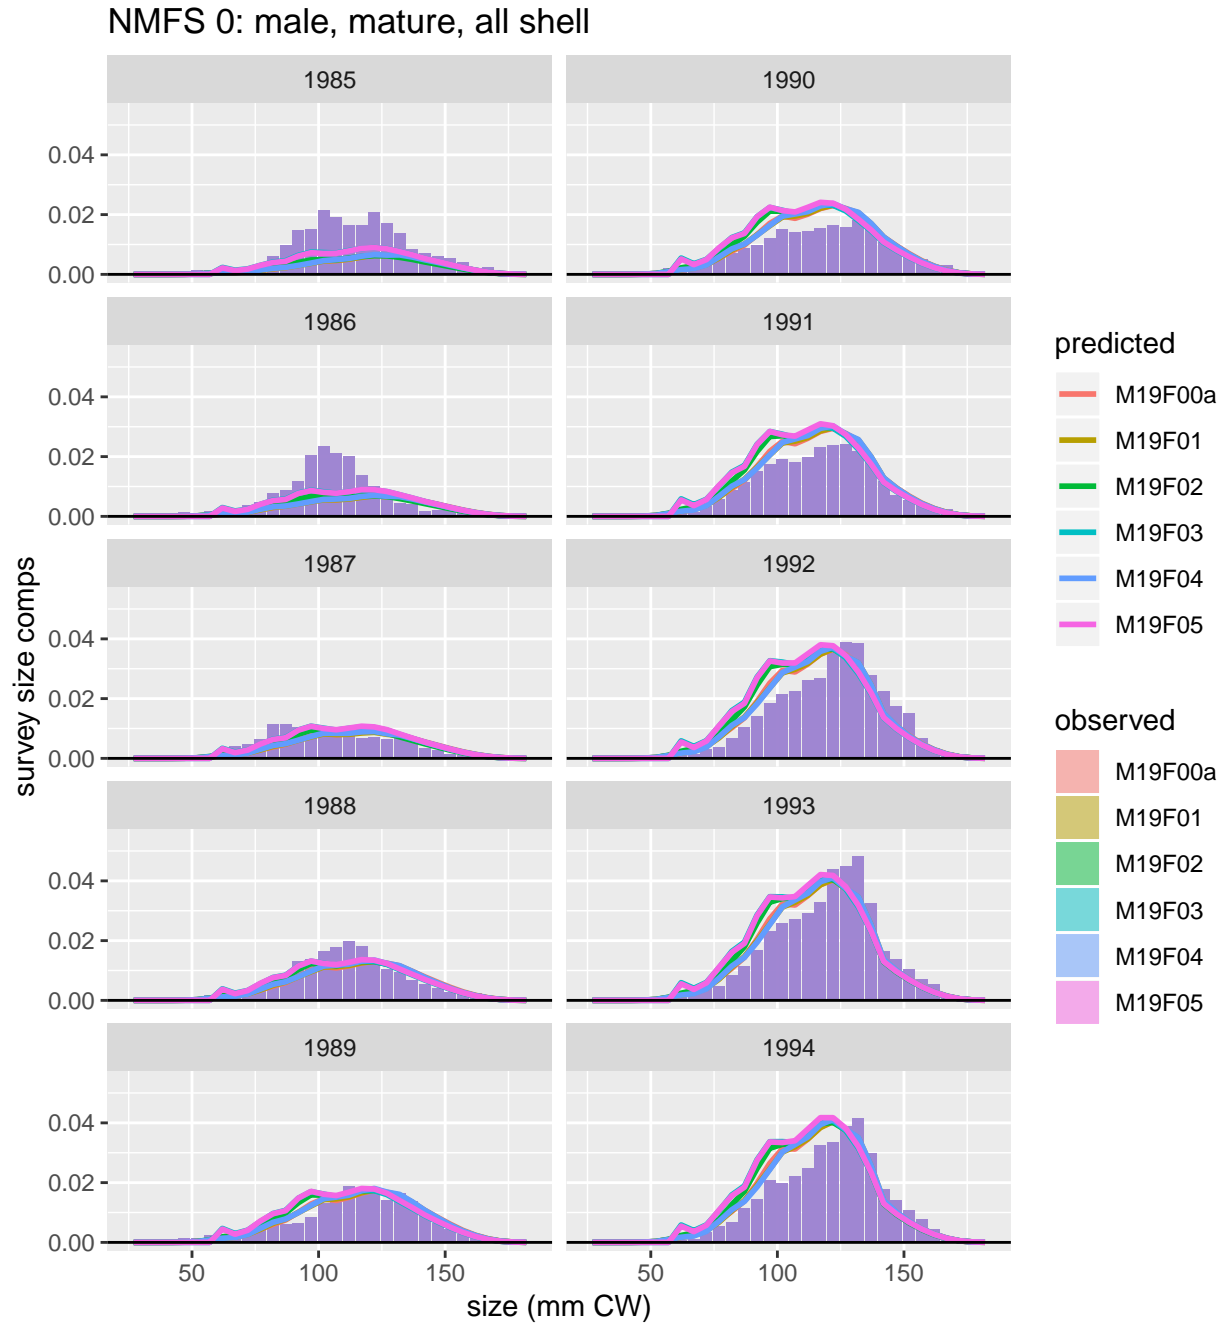 NMFS 0: male, mature, all shell
1985
1990
0.04
0.02
0.00
1986
1991
0.04
0.02
0.00
1987
1992
0.04
0.02
0.00
1988
1993
0.04
0.02
0.00
1989
1994
0.04
0.02
0.00
50
100
150
50
100
150
size (mm CW)
survey size comps
predicted
M19F00a
M19F01
M19F02
M19F03
M19F04
M19F05
observed
M19F00a
M19F01
M19F02
M19F03
M19F04
M19F05